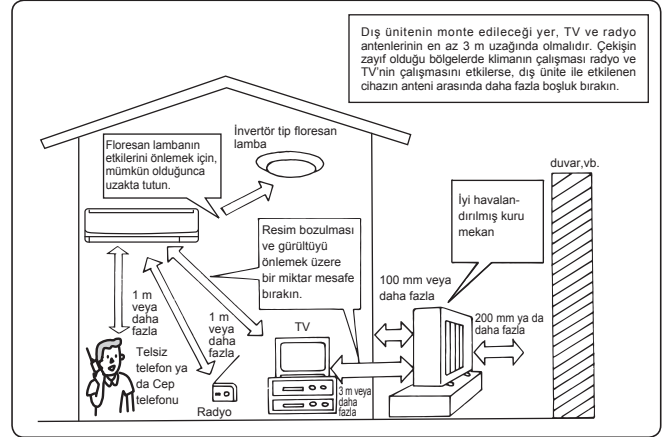 Dış ünitenin monte edileceği yer, TV ve radyo
antenlerinin en az 3 m uzağında olmalıdır. Çekişin
zayıf olduğu bölgelerde klimanın çalışması radyo ve
TV'nin çalışmasını etkilerse, dış ünite ile etkilenen
cihazın anteni arasında daha fazla boşluk bırakın.
İnvertör tip floresan
lamba
Floresan lambanın
etkilerini önlemek için,
mümkün olduğunca
uzakta tutun.
duvar,vb.
İyi havalan-
dırılmış kuru
mekan
Resim bozulması
ve gürültüyü
önlemek üzere
bir miktar mesafe
bırakın.
100 mm veya
daha fazla
200 mm ya da
daha fazla
1 m
veya
daha
fazla
1 m
veya
daha
fazla
TV
Telsiz
telefon ya
da Cep
telefonu
Radyo
3 m veya
daha
fazla